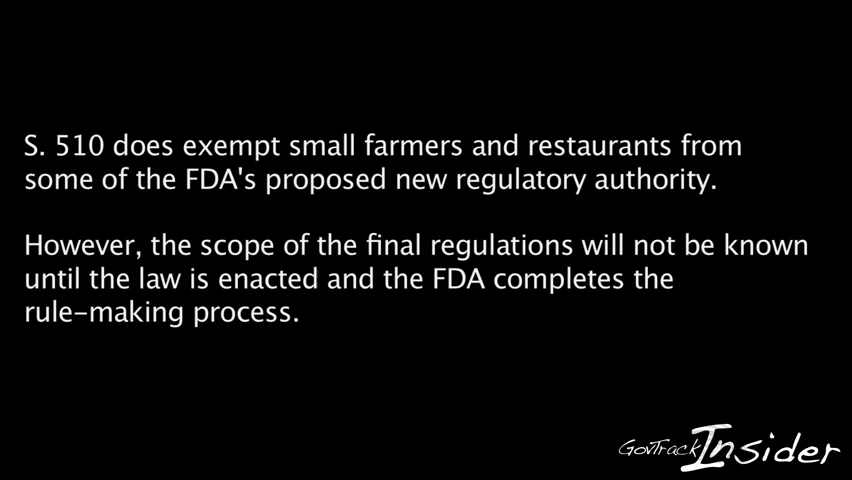 S. 510 does exempt small farmers and restaurants from
some of the FDA's proposed new regulatory authority.
However, the scope of the final regulations will not be known
until the law is enacted and the FDA completes the
rule-making process.
GovTrack Insider